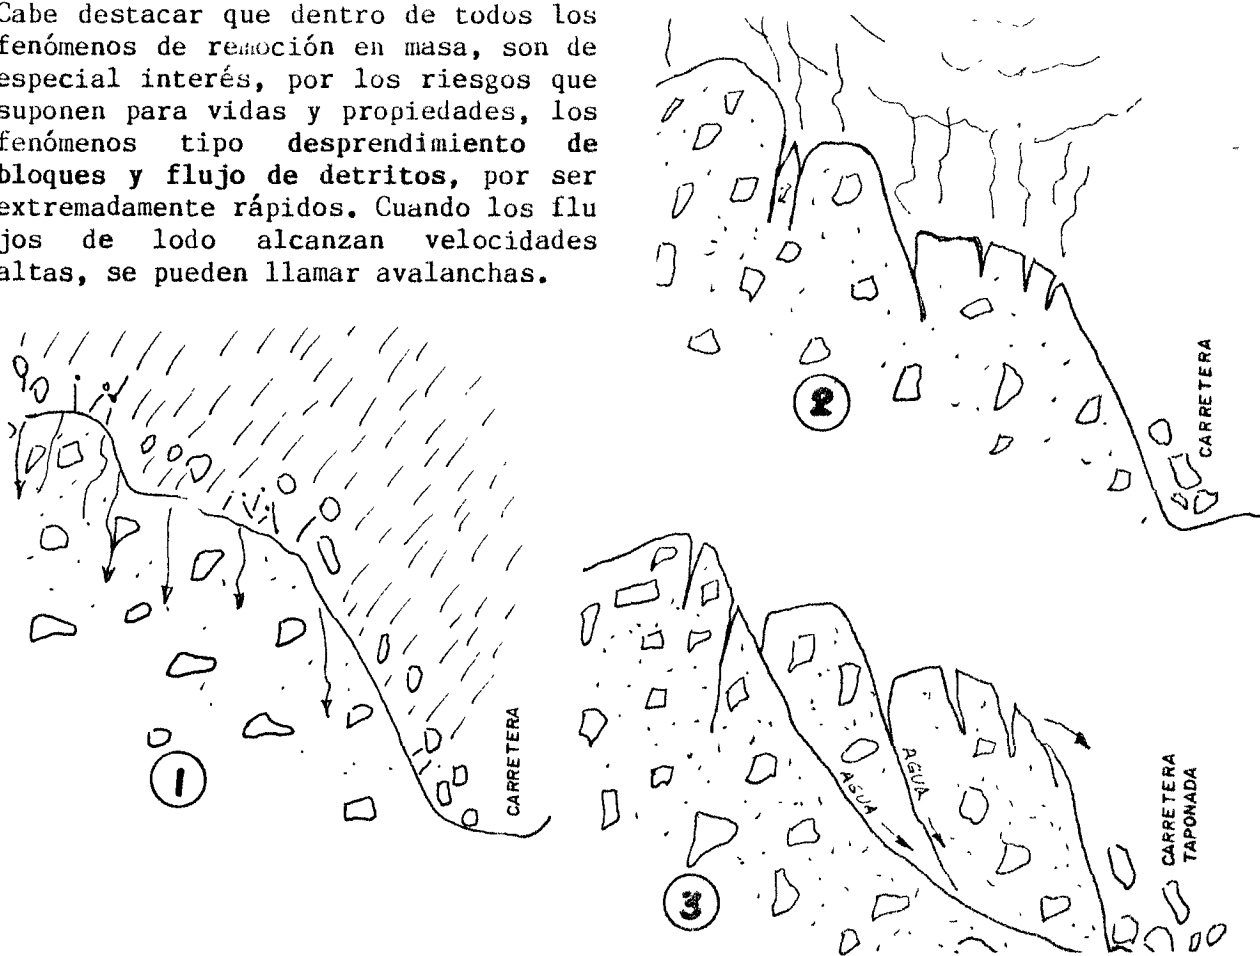 Cabe destacar que dentro de todos los
fenómenos de remoción en masa, son de
especial interés, por los riesgos que
suponen para vidas y propiedades, los
fenómenos tipo desprendimiento de
bloques y flujo de detritos, por ser
extremadamente rápidos. Cuando los flu
jos de lodo alcanzan velocidades
altas, se pueden llamar avalanchas.
2
CARRETERA
1
CARRETERA
3
AGUA
AGUA
CARRETERA
TAPONADA